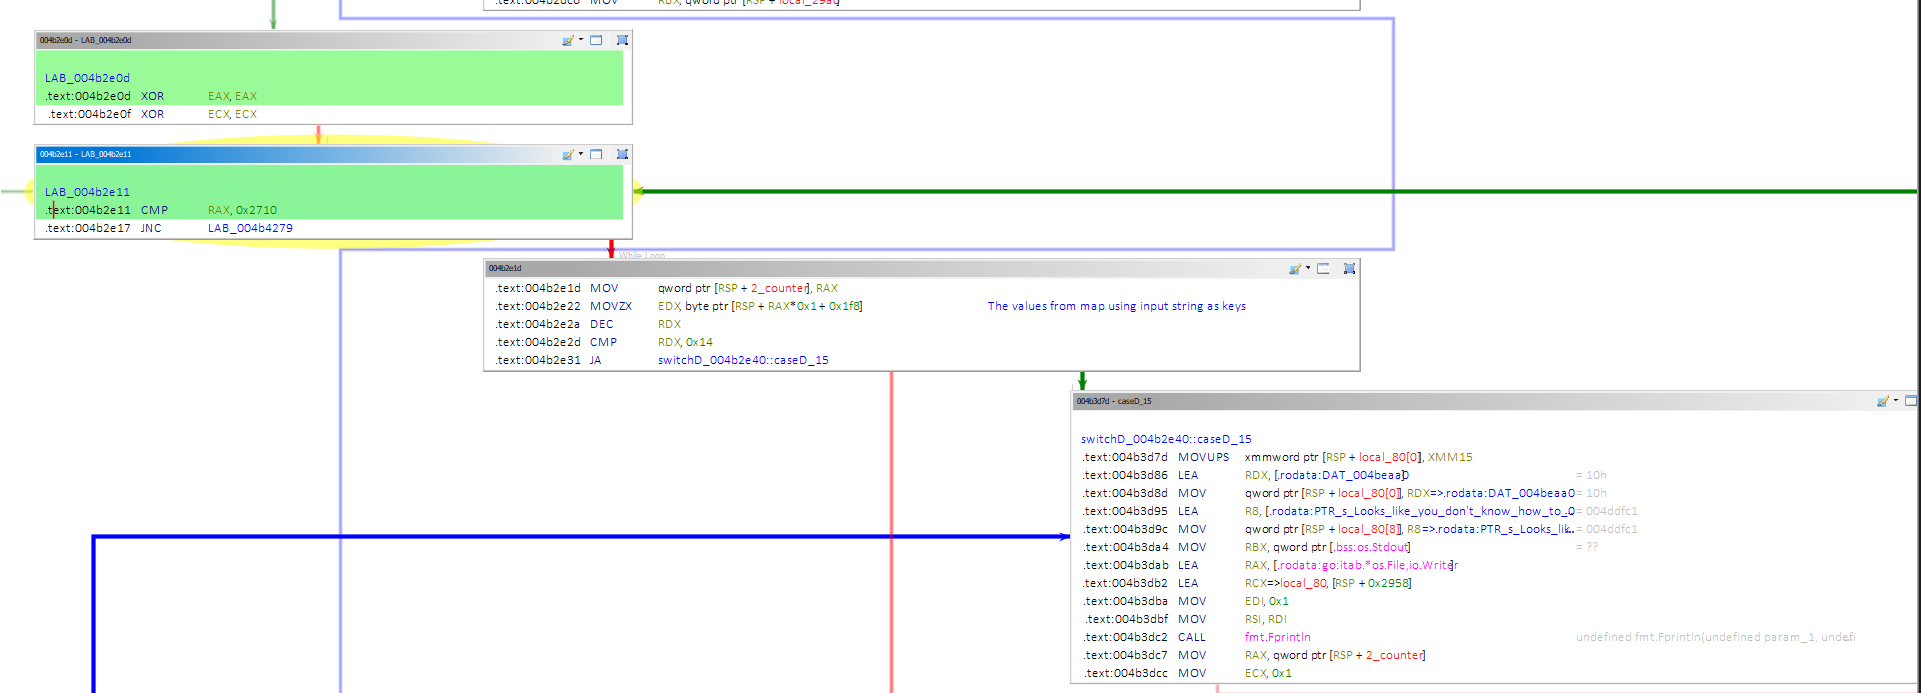 .text:004b2dc8 MOV RBX, qword ptr [RSP + local_29a0]
004b2e0d - LAB_004b2e0d
LAB_004b2e0d
.text:004b2e0d XOR EAX, EAX
.text:004b2e0f XOR ECX, ECX
004b2e11 - LAB_004b2e11
LAB_004b2e11
.text:004b2e11 CMP RAX, 0x2710
.text:004b2e17 JNC LAB_004b4279
While Loop
004b2e1d
.text:004b2e1d MOV qword ptr [RSP + 2_counter], RAX
.text:004b2e22 MOVZX EDX, byte ptr [RSP + RAX*0x1 + 0x1f8] The values from map using input string as keys
.text:004b2e2a DEC RDX
.text:004b2e2d CMP RDX, 0x14
.text:004b2e31 JA switchD_004b2e40::caseD_15
004b3d7d - caseD_15
switchD_004b2e40::caseD_15
.text:004b3d7d MOVUPS xmmword ptr [RSP + local_80[0]], XMM15
.text:004b3d86 LEA RDX, [.rodata:DAT_004beaa0] = 10h
.text:004b3d8d MOV qword ptr [RSP + local_80[0]], RDX=>.rodata:DAT_004beaa0 = 10h
.text:004b3d95 LEA R8, [.rodata:PTR_s_Looks_like_you_don't_know_how_to_..0 = 004ddfc1
.text:004b3d9c MOV qword ptr [RSP + local_80[8]], R8=>.rodata:PTR_s_Looks_lik... = 004ddfc1
.text:004b3da4 MOV RBX, qword ptr [.bss:os.Stdout] = ??
.text:004b3dab LEA RAX, [.rodata:go:itab.*os.File,io.Writer]
.text:004b3db2 LEA RCX=>local_80, [RSP + 0x2958]
.text:004b3dba MOV EDI, 0x1
.text:004b3dbf MOV RSI, RDI
.text:004b3dc2 CALL fmt.Fprintln undefined fmt.Fprintln(undefined param_1, undefi
.text:004b3dc7 MOV RAX, qword ptr [RSP + 2_counter]
.text:004b3dcc MOV ECX, 0x1